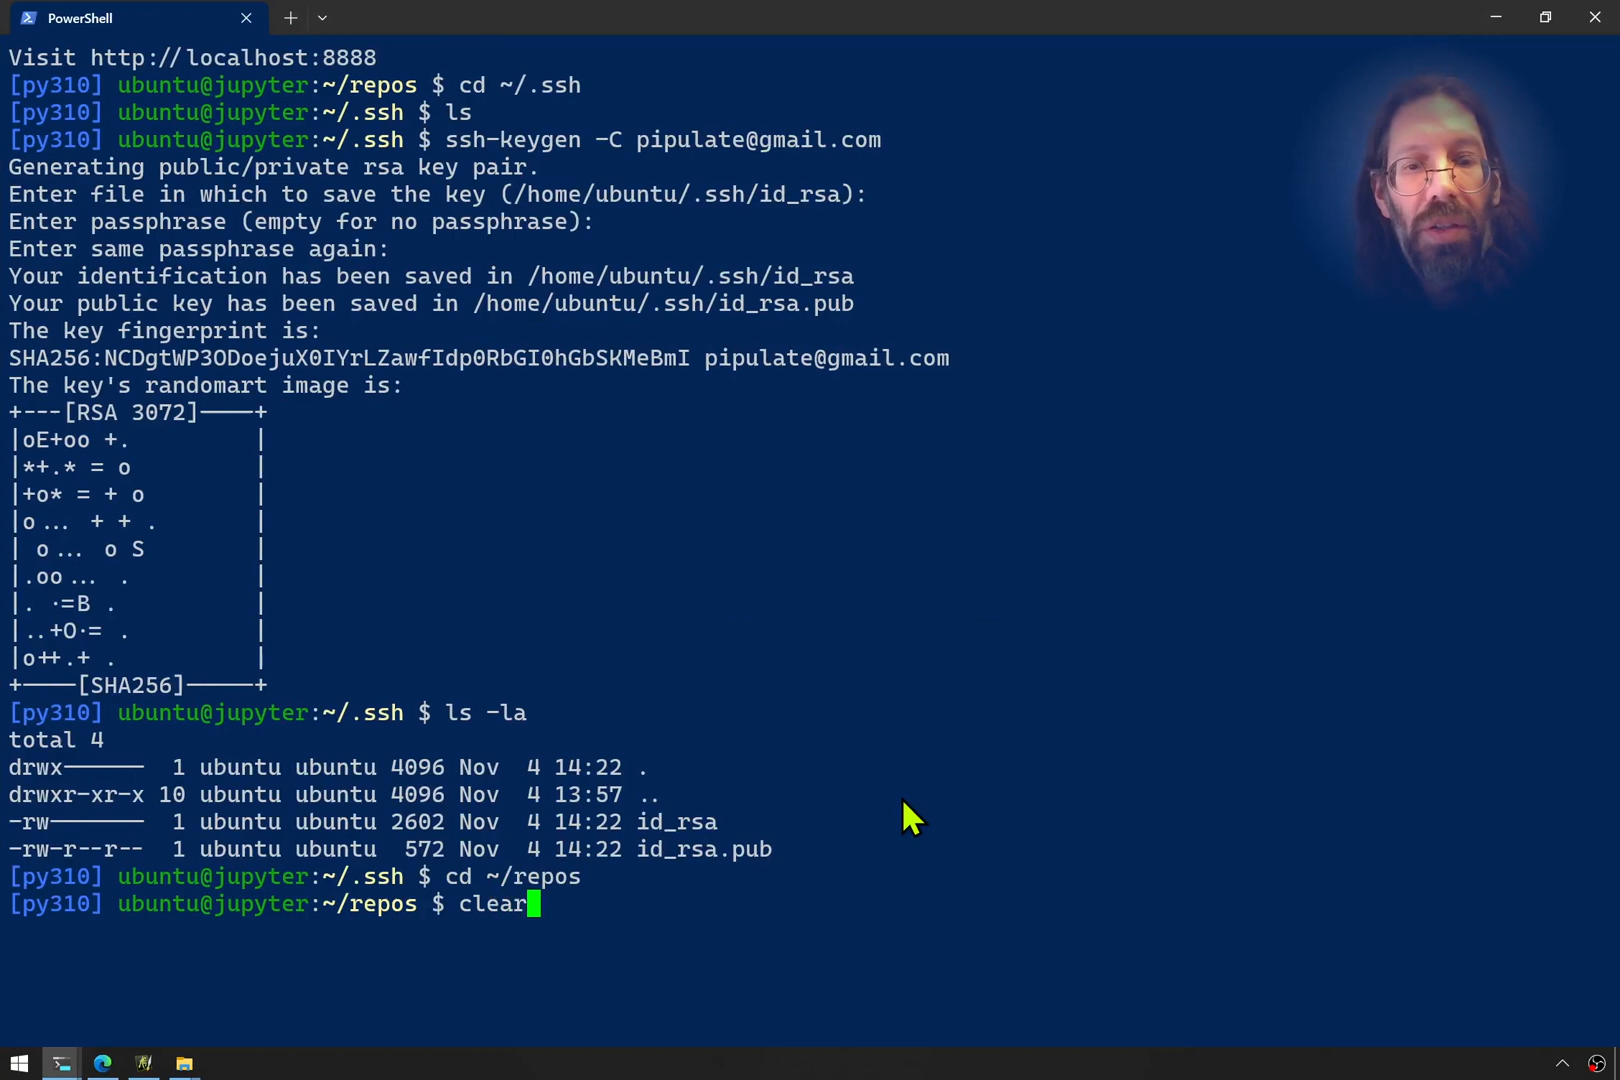 PowerShell
Visit http://localhost:8888
[py310] ubuntu@jupyter:~/repos $ cd ~/.ssh
[py310] ubuntu@jupyter:~/.ssh $ ls
[py310] ubuntu@jupyter:~/.ssh $ ssh-keygen -C pipulate@gmail.com
Generating public/private rsa key pair.
Enter file in which to save the key (/home/ubuntu/.ssh/id_rsa):
Enter passphrase (empty for no passphrase):
Enter same passphrase again:
Your identification has been saved in /home/ubuntu/.ssh/id_rsa
Your public key has been saved in /home/ubuntu/.ssh/id_rsa.pub
The key fingerprint is:
SHA256:NCDgtWP3ODoejuX0IYrLZawfIdp0RbGI0hGbSKMeBmI pipulate@gmail.com
The key's randomart image is:
+---[RSA 3072]----+
|oE+oo +.         |
|*+.* = o         |
|+o* = + o        |
|o... + + .       |
| o... o S        |
|.oo... .         |
|. .=B .          |
|..+O.= .         |
|o++.+ .          |
+----[SHA256]-----+
[py310] ubuntu@jupyter:~/.ssh $ ls -la
total 4
drwx------ 1 ubuntu ubuntu 4096 Nov 4 14:22 .
drwxr-xr-x 10 ubuntu ubuntu 4096 Nov 4 13:57 ..
-rw------- 1 ubuntu ubuntu 2602 Nov 4 14:22 id_rsa
-rw-r--r-- 1 ubuntu ubuntu 572 Nov 4 14:22 id_rsa.pub
[py310] ubuntu@jupyter:~/.ssh $ cd ~/repos
[py310] ubuntu@jupyter:~/repos $ clear